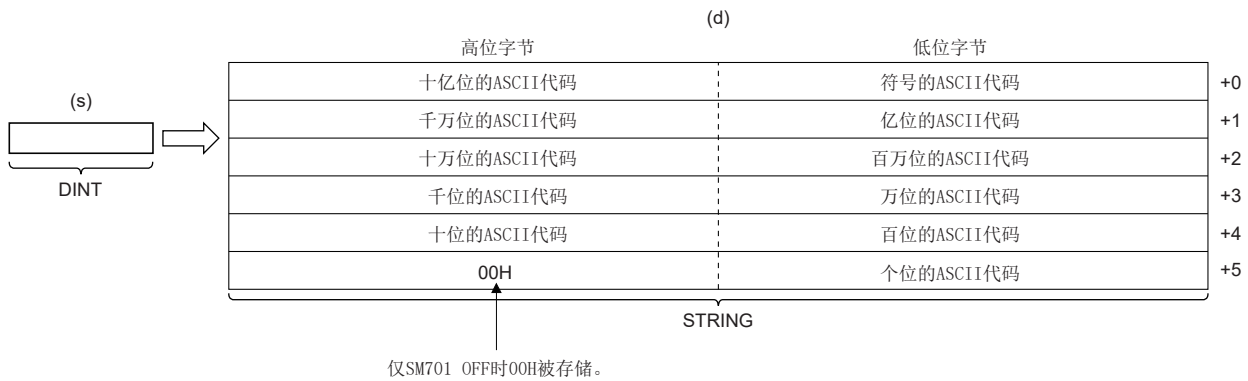 (d)
高位字节 低位字节
十亿位的ASCII代码 符号的ASCII代码 +0
(s)
千万位的ASCII代码 亿位的ASCII代码 +1
十万位的ASCII代码 百万位的ASCII代码 +2
DINT
千位的ASCII代码 万位的ASCII代码 +3
十位的ASCII代码 百位的ASCII代码 +4
00H 个位的ASCII代码 +5
STRING
仅SM701 OFF时00H被存储。